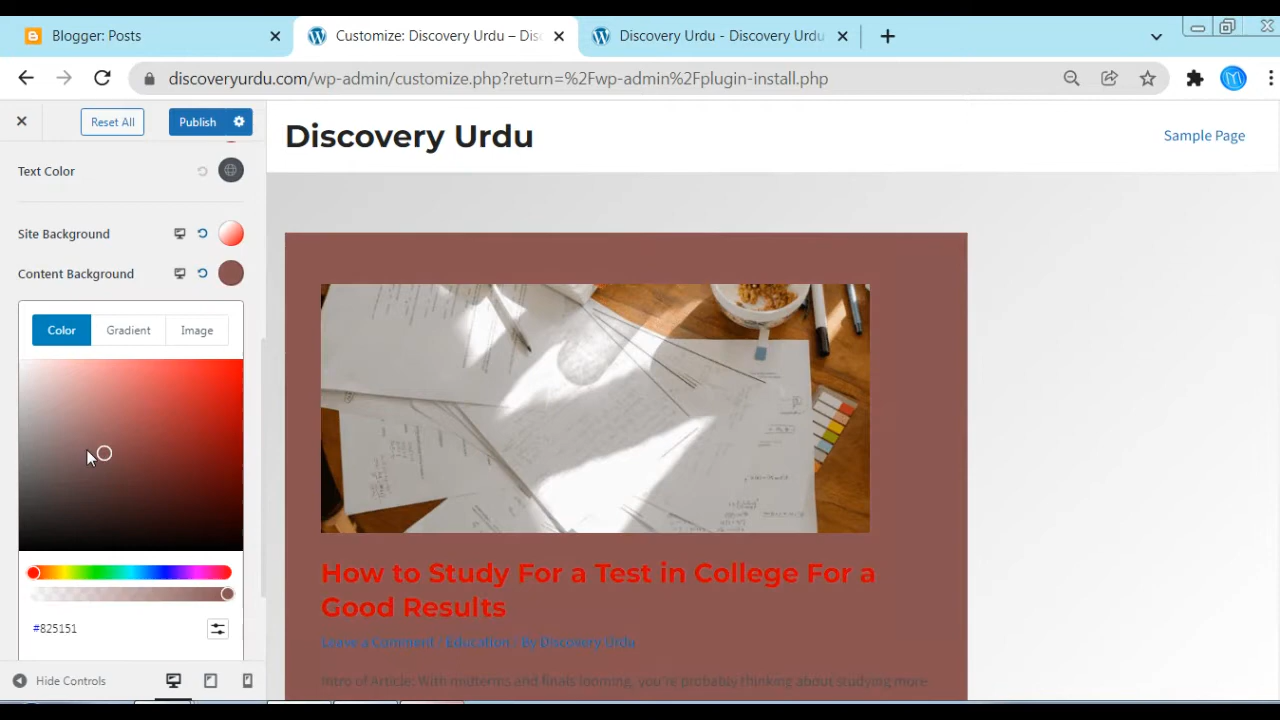 Blogger: Posts
Customize: Discovery Urdu – Dis
Discovery Urdu - Discovery Urdu
discoveryurdu.com/wp-admin/customize.php?return=%2Fwp-admin%2Fplugin-install.php
Reset All
Publish
Discovery Urdu
Sample Page
Text Color
Site Background
Content Background
Color
Gradient
Image
#825151
Hide Controls
How to Study For a Test in College For a
Good Results
Leave a Comment / Education / By Discovery Urdu
Intro of Article: With midterms and finals looming, you're probably thinking about studying more